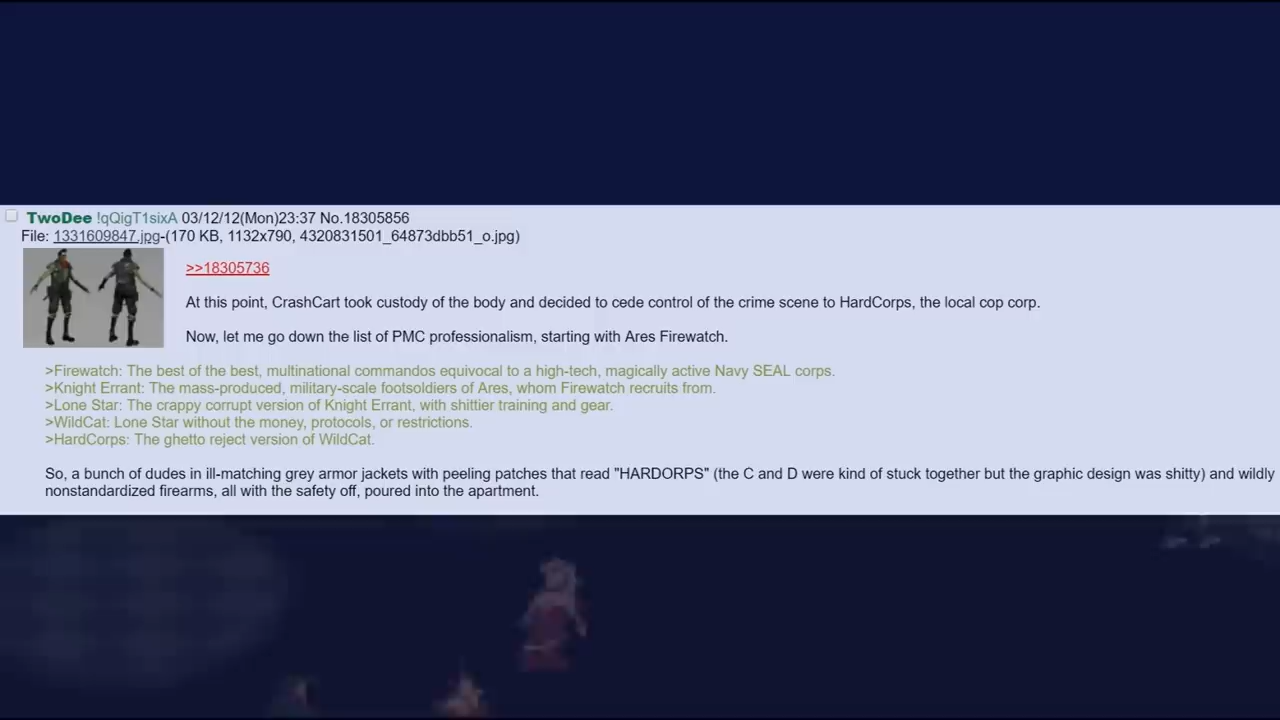 TwoDee !qQigT1sixA 03/12/12(Mon)23:37 No.18305856
File: 1331609847.jpg-(170 KB, 1132x790, 4320831501_64873dbb51_o.jpg)
>>18305736
At this point, CrashCart took custody of the body and decided to cede control of the crime scene to HardCorps, the local cop corp.
Now, let me go down the list of PMC professionalism, starting with Ares Firewatch.
>Firewatch: The best of the best, multinational commandos equivocal to a high-tech, magically active Navy SEAL corps.
>Knight Errant: The mass-produced, military-scale footsoldiers of Ares, whom Firewatch recruits from.
>Lone Star: The crappy corrupt version of Knight Errant, with shittier training and gear.
>WildCat: Lone Star without the money, protocols, or restrictions.
>HardCorps: The ghetto reject version of WildCat.
So, a bunch of dudes in ill-matching grey armor jackets with peeling patches that read "HARDORPS" (the C and D were kind of stuck together but the graphic design was shitty) and wildly
nonstandardized firearms, all with the safety off, poured into the apartment.